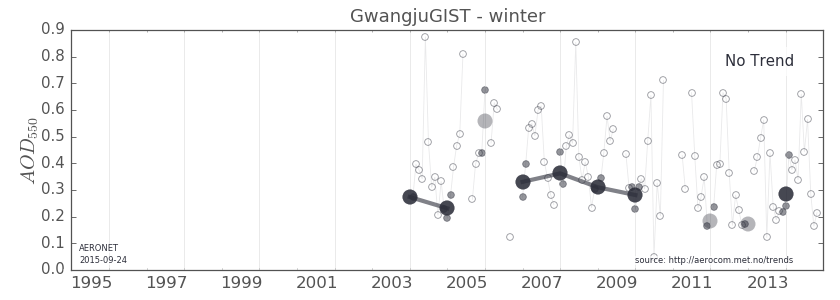 GwangjuGIST - winter
0.9
0.8
0.7
0.6
0.5
0.4
0.3
0.2
0.1
0.0
AOD550
No Trend
AERONET
2015-09-24
source: http://aerocom.met.no/trends
1995 1997 1999 2001 2003 2005 2007 2009 2011 2013